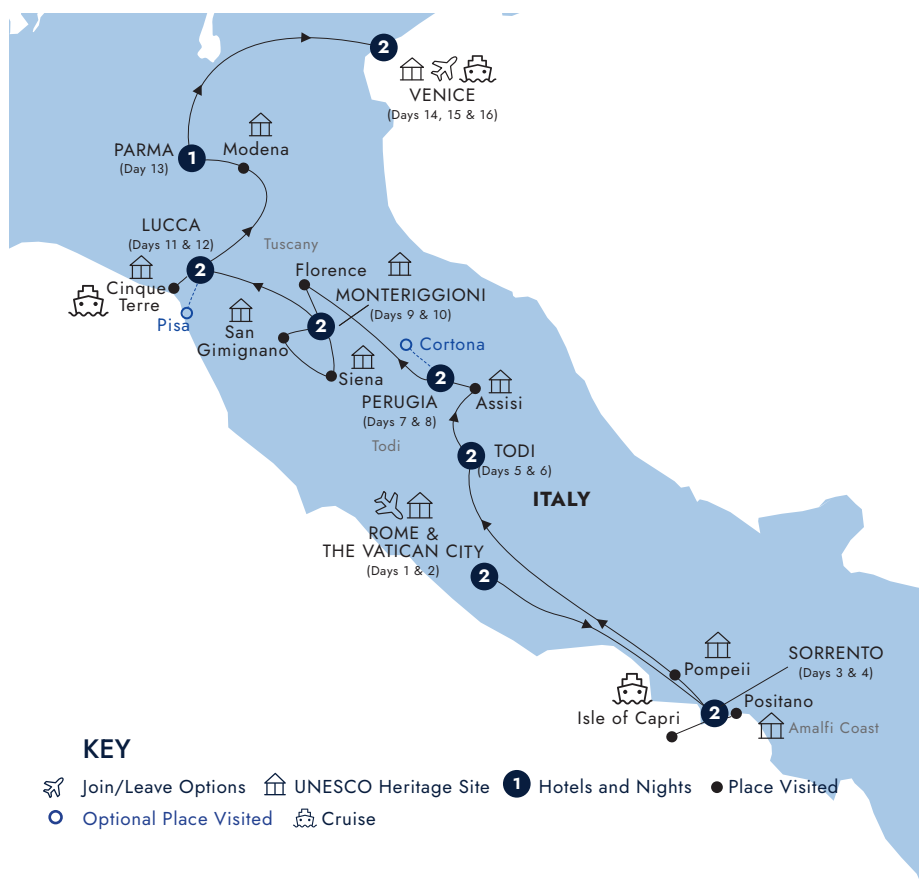 2
VENICE
(Days 14, 15 & 16)
PARMA
(Day 13)
1
Modena
LUCCA
(Days 11 & 12)
2
Tuscany
Cinque
Terre
Pisa
Florence
MONTERIGGIONI
(Days 9 & 10)
2
San
Gimignano
Siena
Cortona
2
PERUGIA
(Days 7 & 8)
Assisi
Todi
2
TODI
(Days 5 & 6)
ITALY
ROME &
THE VATICAN CITY
(Days 1 & 2)
2
Pompeii
SORRENTO
(Days 3 & 4)
2
Positano
Isle of Capri
Amalfi Coast
KEY
Join/Leave Options
UNESCO Heritage Site
1
Hotels and Nights
Place Visited
Optional Place Visited
Cruise